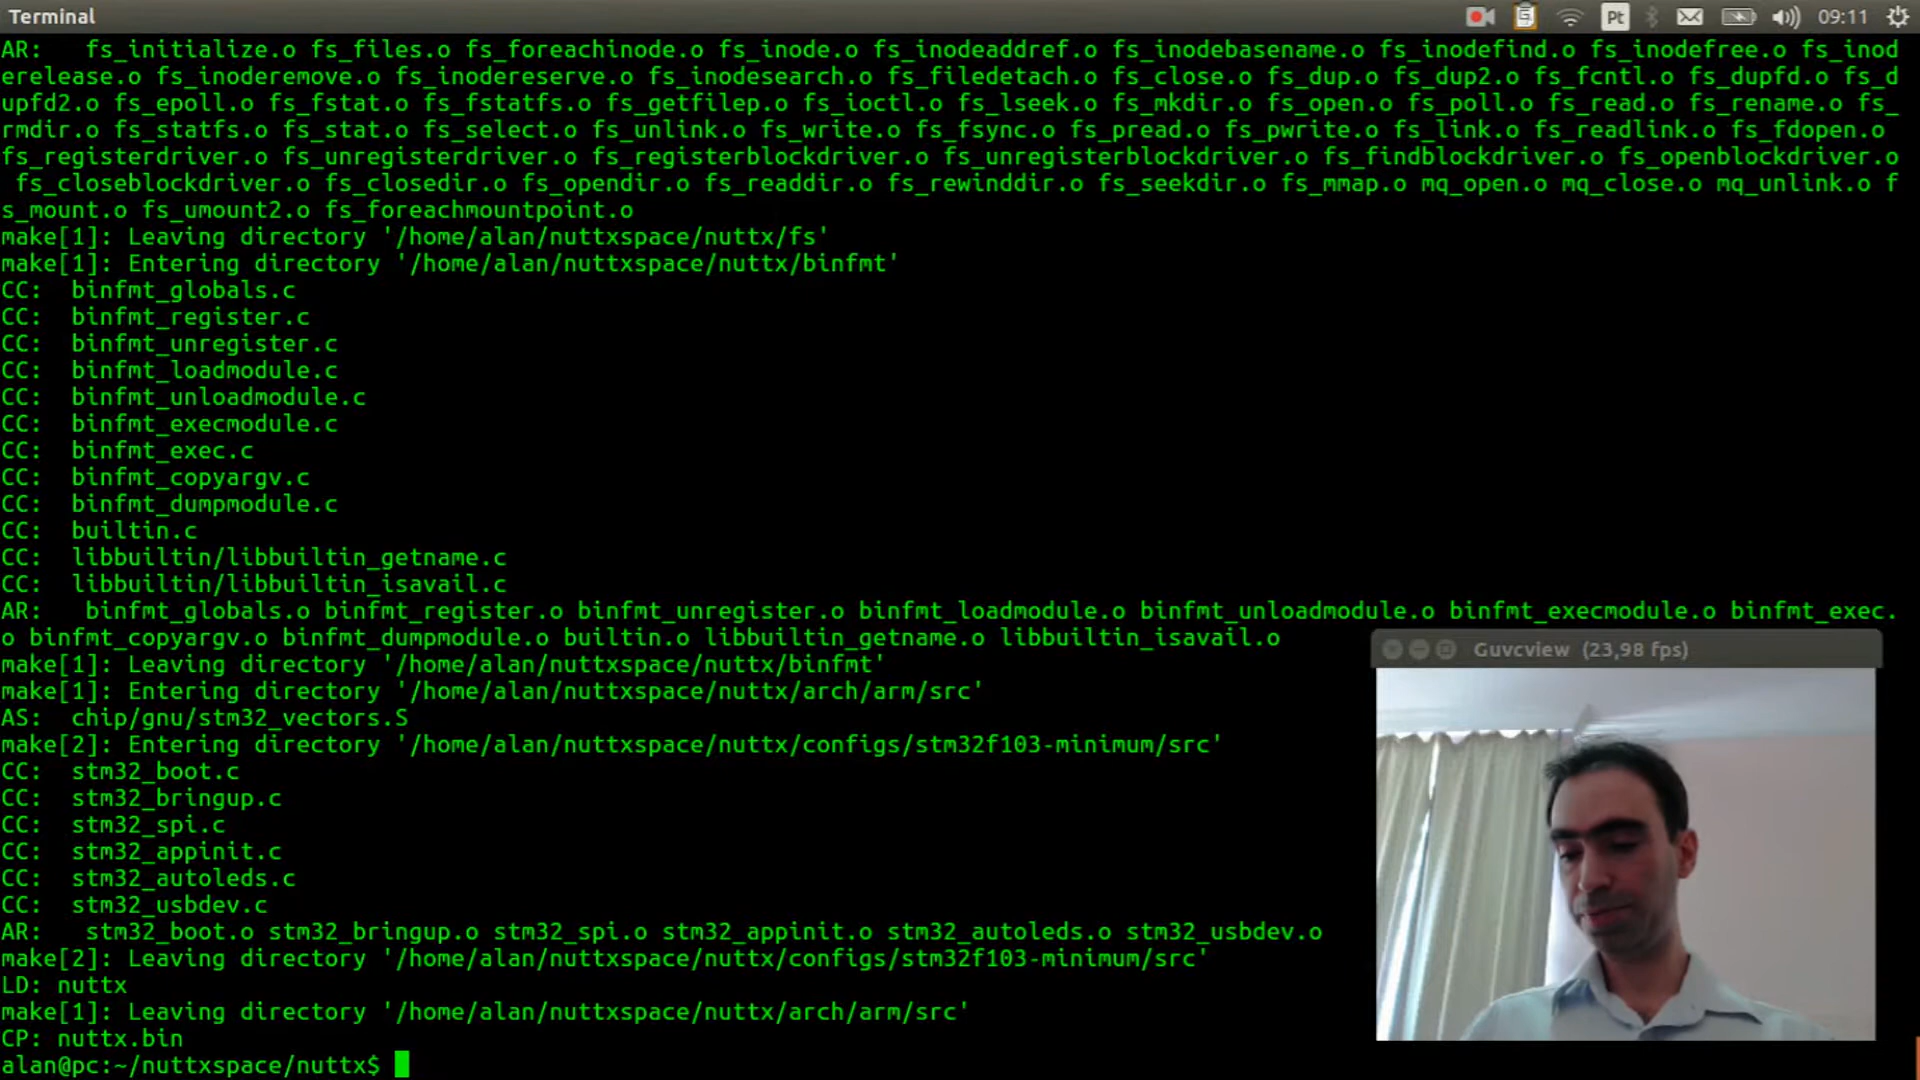 Terminal
Pt
09:11
AR:   fs_initialize.o fs_files.o fs_foreachinode.o fs_inode.o fs_inodeaddref.o fs_inodebasename.o fs_inodefind.o fs_inodefree.o fs_inod
erelease.o fs_inoderemove.o fs_inodereserve.o fs_inodesearch.o fs_filedetach.o fs_close.o fs_dup.o fs_dup2.o fs_fcntl.o fs_dupfd.o fs_d
upfd2.o fs_epoll.o fs_fstat.o fs_fstatfs.o fs_getfilep.o fs_ioctl.o fs_lseek.o fs_mkdir.o fs_open.o fs_poll.o fs_read.o fs_rename.o fs_
rmdir.o fs_statfs.o fs_stat.o fs_select.o fs_unlink.o fs_write.o fs_fsync.o fs_pread.o fs_pwrite.o fs_link.o fs_readlink.o fs_fdopen.o
fs_registerdriver.o fs_unregisterdriver.o fs_registerblockdriver.o fs_unregisterblockdriver.o fs_findblockdriver.o fs_openblockdriver.o
 fs_closeblockdriver.o fs_closedir.o fs_opendir.o fs_readdir.o fs_rewinddir.o fs_seekdir.o fs_mmap.o mq_open.o mq_close.o mq_unlink.o f
s_mount.o fs_umount2.o fs_foreachmountpoint.o
make[1]: Leaving directory '/home/alan/nuttxspace/nuttx/fs'
make[1]: Entering directory '/home/alan/nuttxspace/nuttx/binfmt'
CC:  binfmt_globals.c
CC:  binfmt_register.c
CC:  binfmt_unregister.c
CC:  binfmt_loadmodule.c
CC:  binfmt_unloadmodule.c
CC:  binfmt_execmodule.c
CC:  binfmt_exec.c
CC:  binfmt_copyargv.c
CC:  binfmt_dumpmodule.c
CC:  builtin.c
CC:  libbuiltin/libbuiltin_getname.c
CC:  libbuiltin/libbuiltin_isavail.c
AR:   binfmt_globals.o binfmt_register.o binfmt_unregister.o binfmt_loadmodule.o binfmt_unloadmodule.o binfmt_execmodule.o binfmt_exec.
o binfmt_copyargv.o binfmt_dumpmodule.o builtin.o libbuiltin_getname.o libbuiltin_isavail.o
make[1]: Leaving directory '/home/alan/nuttxspace/nuttx/binfmt'
make[1]: Entering directory '/home/alan/nuttxspace/nuttx/arch/arm/src'
AS:  chip/gnu/stm32_vectors.S
make[2]: Entering directory '/home/alan/nuttxspace/nuttx/configs/stm32f103-minimum/src'
CC:  stm32_boot.c
CC:  stm32_bringup.c
CC:  stm32_spi.c
CC:  stm32_appinit.c
CC:  stm32_autoleds.c
CC:  stm32_usbdev.c
AR:   stm32_boot.o stm32_bringup.o stm32_spi.o stm32_appinit.o stm32_autoleds.o stm32_usbdev.o
make[2]: Leaving directory '/home/alan/nuttxspace/nuttx/configs/stm32f103-minimum/src'
LD: nuttx
make[1]: Leaving directory '/home/alan/nuttxspace/nuttx/arch/arm/src'
CP: nuttx.bin
alan@pc:~/nuttxspace/nuttx$
Guvcview  (23,98 fps)